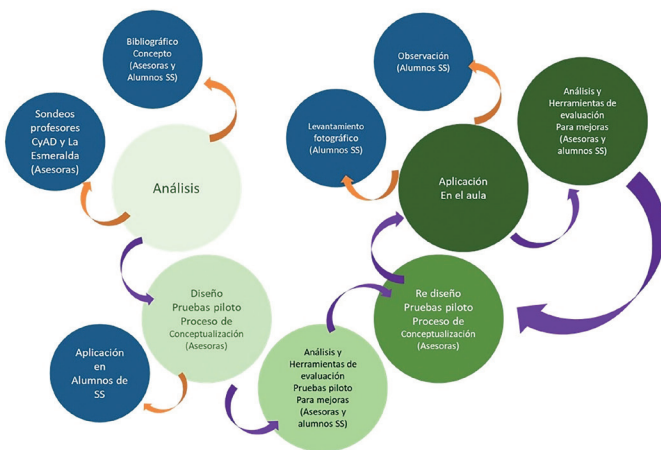 Bibliográfico
Concepto
(Asesoras y
Alumnos SS)
Sondeos
profesores
CyAD y La
Esmeralda
(Asesoras)
Análisis
Diseño
Pruebas piloto
Proceso de
Conceptualización
(Asesoras)
Aplicación
en
Alumnos de
SS
Análisis y
Herramientas de
evaluación
Pruebas piloto
Para mejoras
(Asesoras y
alumnos SS)
Re diseño
Pruebas piloto
Proceso de
Conceptualización
(Asesoras)
Observación
(Alumnos SS)
Levantamiento
fotográfico
(Alumnos SS)
Aplicación
En el aula
Análisis y
Herramientas de
evaluación
Para mejoras
(Asesoras y
alumnos SS)